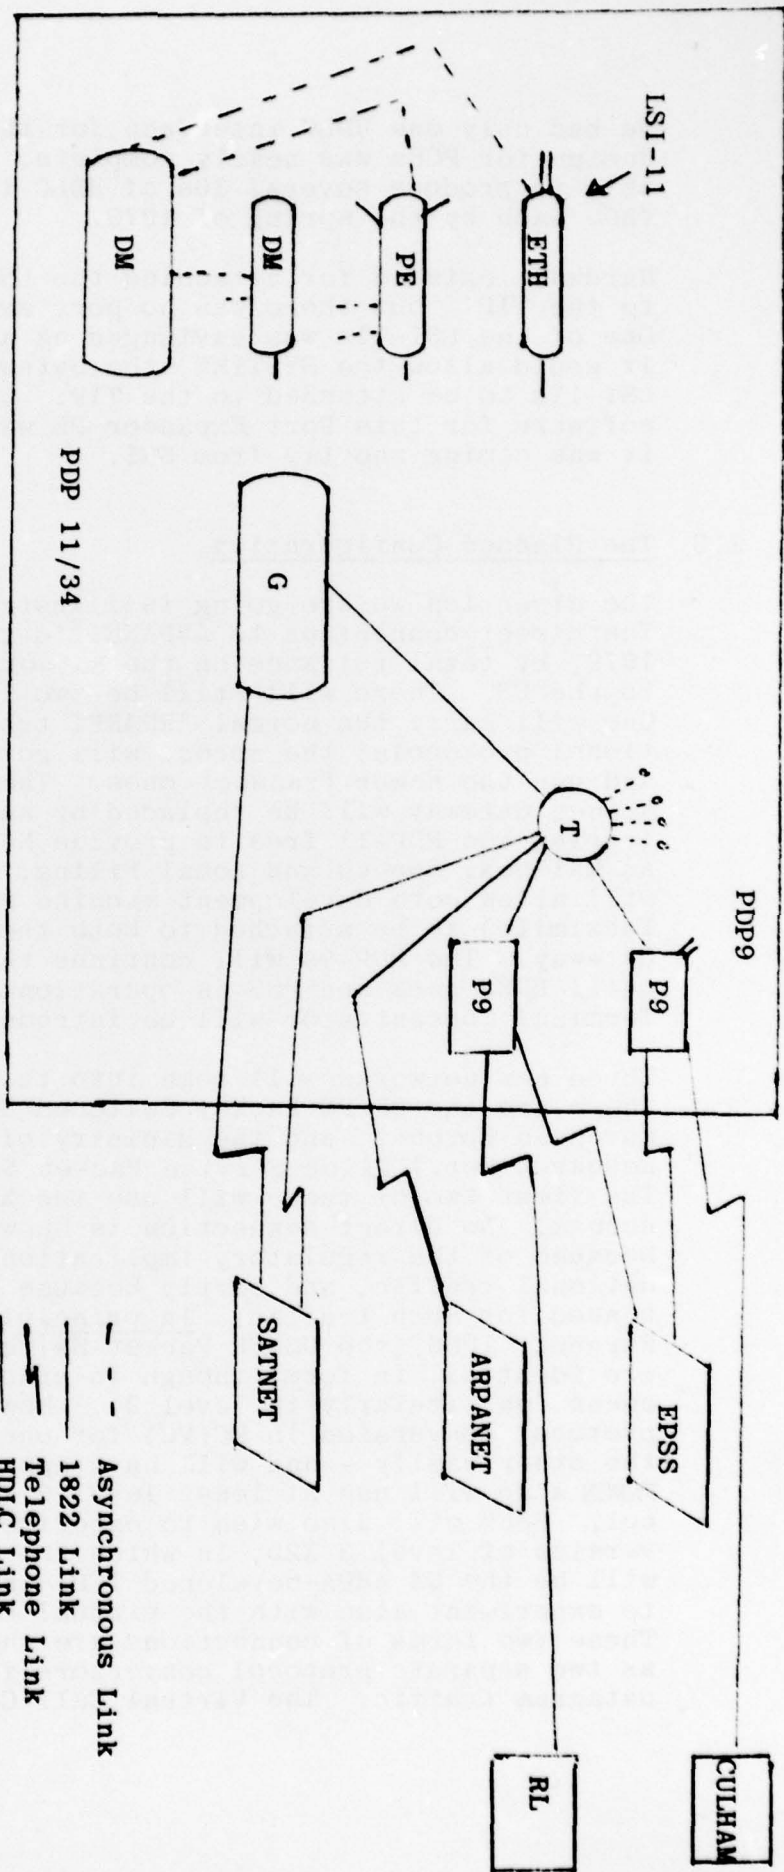 PDP9
CULHAM
LSI-11
P9
EPSS
T
ETH
RL
P9
ARPANET
PE
DM
G
SATNET
DM
PDP 11/34
Asynchronous Link
1822 Link
Telephone Link
HDLC Link